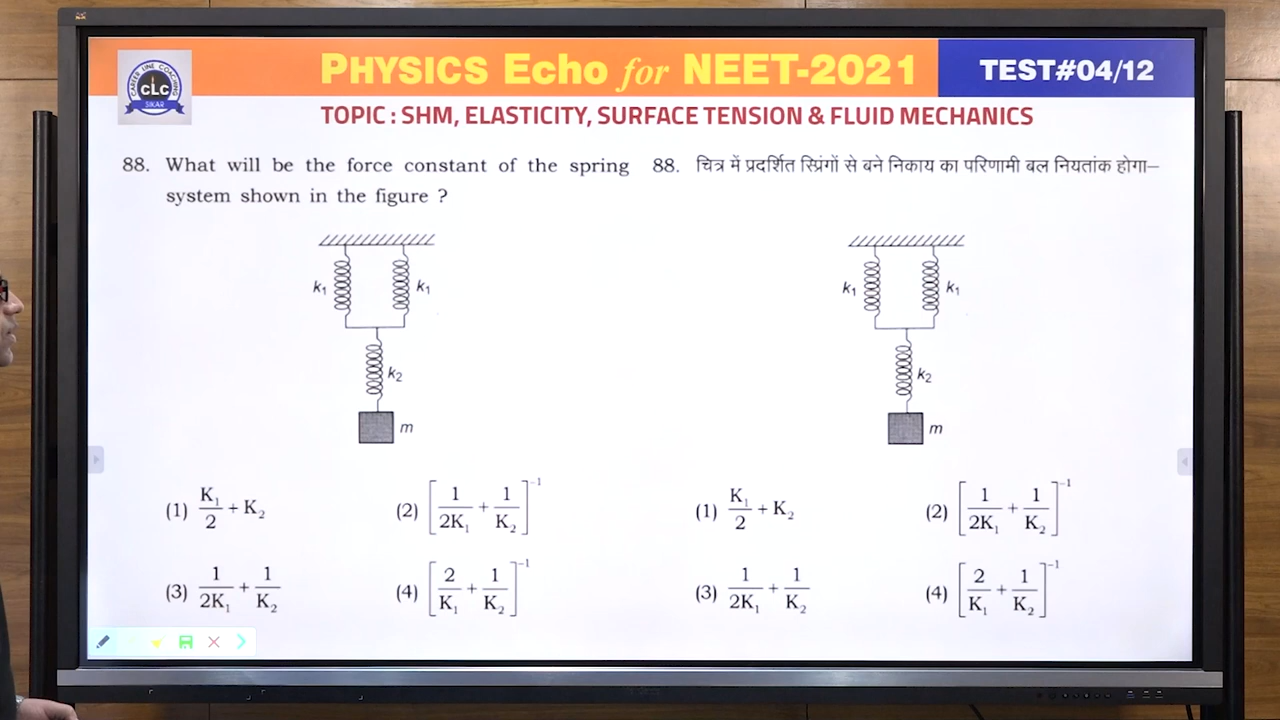 PHYSICS Echo for NEET-2021
TEST#04/12
CAREER LINE COACHING
CLC
SIKAR
TOPIC : SHM, ELASTICITY, SURFACE TENSION & FLUID MECHANICS
88. What will be the force constant of the spring
system shown in the figure ?
k₁ k₁
k₂
m
(1) K₁/2 + K₂
(2) [1/2K₁ + 1/K₂]⁻¹
(3) 1/2K₁ + 1/K₂
(4) [2/K₁ + 1/K₂]⁻¹
88. चित्र में प्रदर्शित स्प्रिंगों से बने निकाय का परिणामी बल नियतांक होगा–
k₁ k₁
k₂
m
(1) K₁/2 + K₂
(2) [1/2K₁ + 1/K₂]⁻¹
(3) 1/2K₁ + 1/K₂
(4) [2/K₁ + 1/K₂]⁻¹